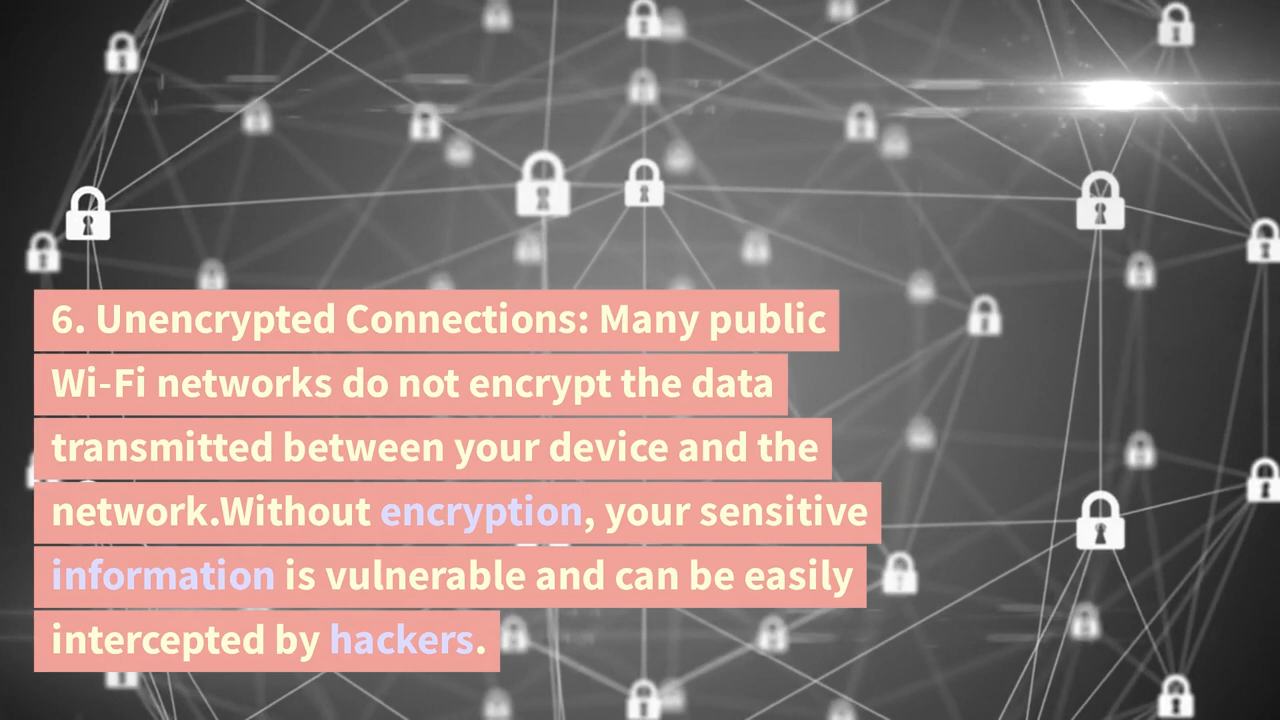 6. Unencrypted Connections: Many public
Wi-Fi networks do not encrypt the data
transmitted between your device and the
network.Without encryption, your sensitive
information is vulnerable and can be easily
intercepted by hackers.